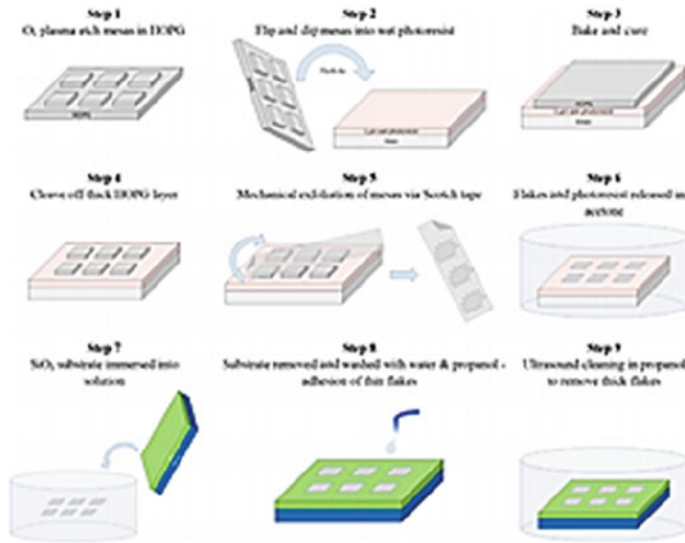 Step 1
O₂ plasma etch mesas in HOPG
HOPG
Step 2
Flip and dip mesas into wet photoresist
Step 3
Bake and cure
HOPG
Step 4
Cleave off thick HOPG layer
Step 5
Mechanical exfoliation of mesas via Scotch tape
Step 6
Flakes and photoresist released in
acetone
Step 7
SiO₂ substrate immersed into
solution
Step 8
Substrate removed and washed with water & propanol -
adhesion of thin flakes
Step 9
Ultrasound cleaning in propanol
to remove thick flakes